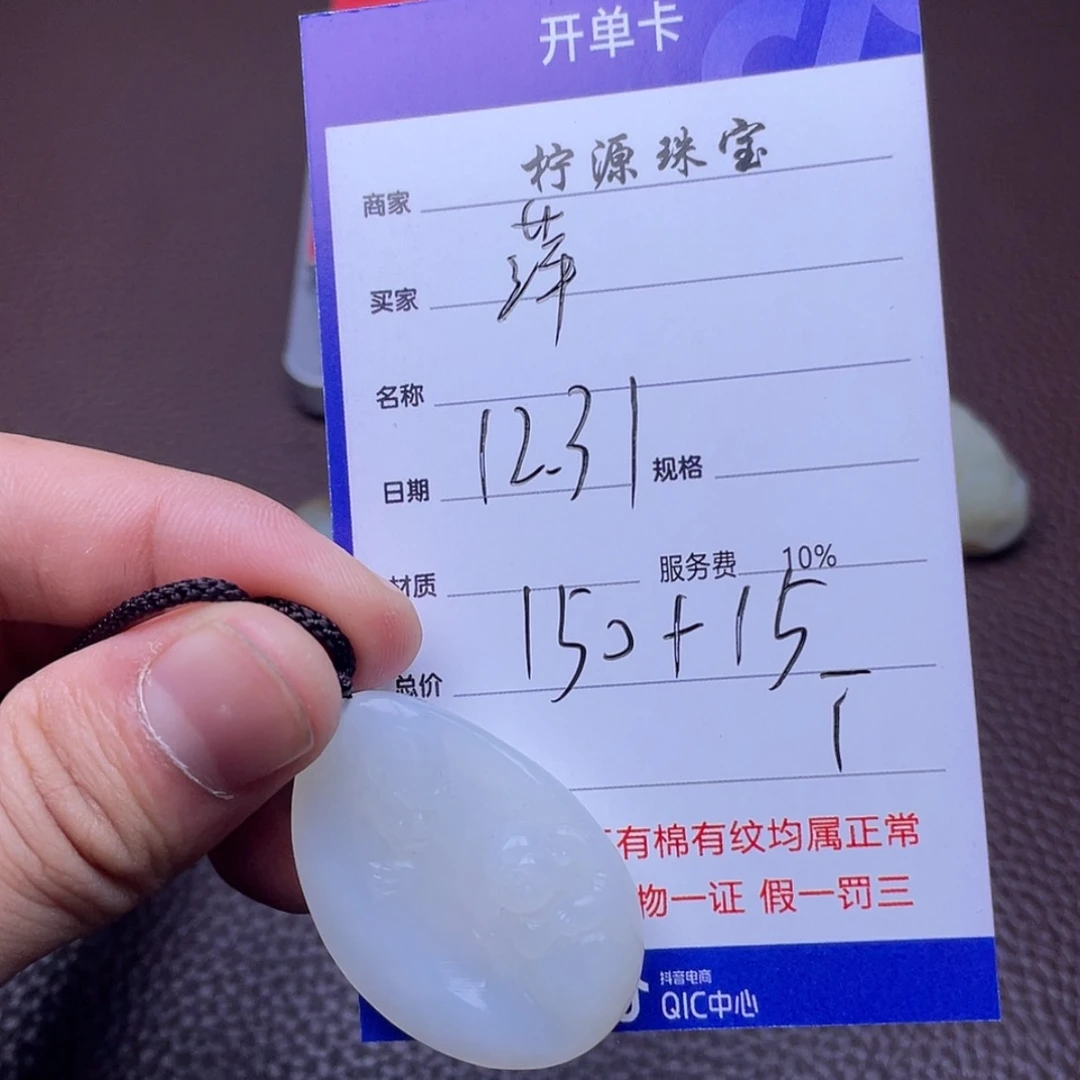 开单卡
商家 柠源珠宝
买家 萍
名称
日期 12.31 规格
材质 服务费 10%
总价 150+15
有棉有纹均属正常
物一证 假一罚三
抖音电商
QIC中心